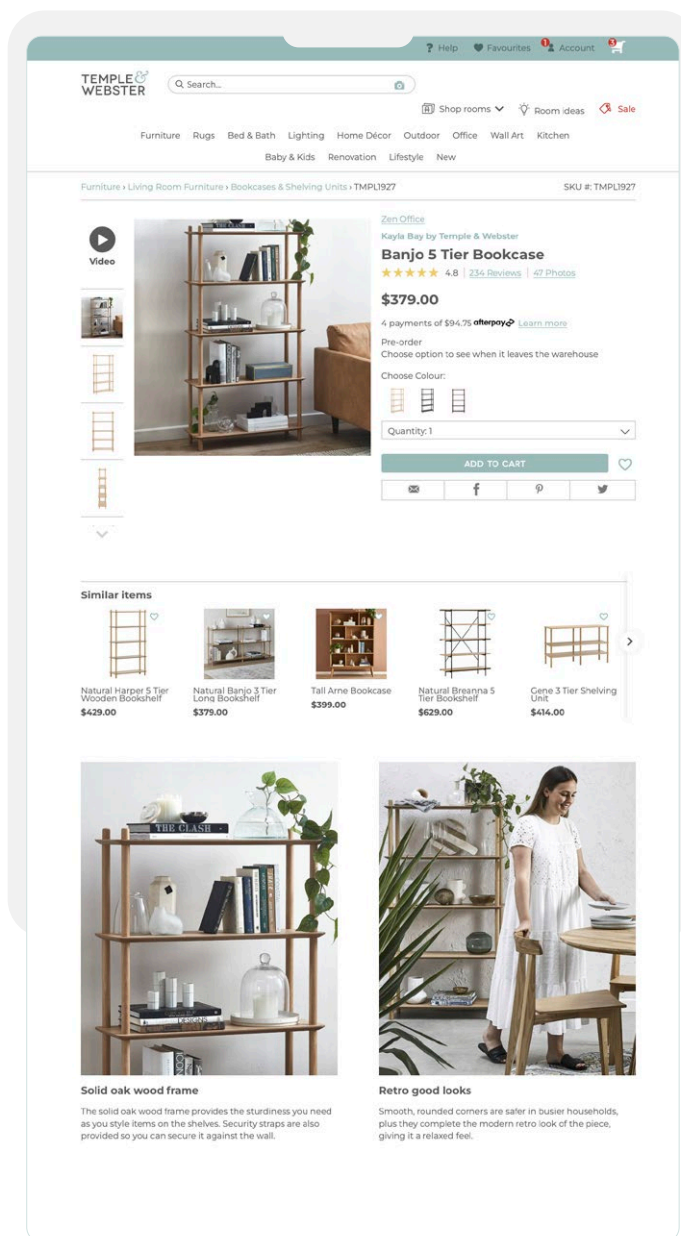 ? Help Favourites 1 Account 3
TEMPLE &
WEBSTER
Search...
Shop rooms Room ideas Sale
Furniture Rugs Bed & Bath Lighting Home Décor Outdoor Office Wall Art Kitchen
Baby & Kids Renovation Lifestyle New
Furniture › Living Room Furniture › Bookcases & Shelving Units › TMPL1927 SKU #: TMPL1927
Video
Zen Office
Kayla Bay by Temple & Webster
Banjo 5 Tier Bookcase
4.8 | 234 Reviews | 47 Photos
$379.00
4 payments of $94.75 afterpay Learn more
Pre-order
Choose option to see when it leaves the warehouse
Choose Colour:
Quantity: 1
ADD TO CART
Similar items
Natural Harper 5 Tier
Wooden Bookshelf
$429.00
Natural Banjo 3 Tier
Long Bookshelf
$379.00
Tall Arne Bookcase
$399.00
Natural Breanna 5
Tier Bookshelf
$629.00
Gene 3 Tier Shelving
Unit
$414.00
THE CLASH
DESIGNS
ICONS
Solid oak wood frame
The solid oak wood frame provides the sturdiness you need
as you style items on the shelves. Security straps are also
provided so you can secure it against the wall.
Retro good looks
Smooth, rounded corners are safer in busier households,
plus they complete the modern retro look of the piece,
giving it a relaxed feel.